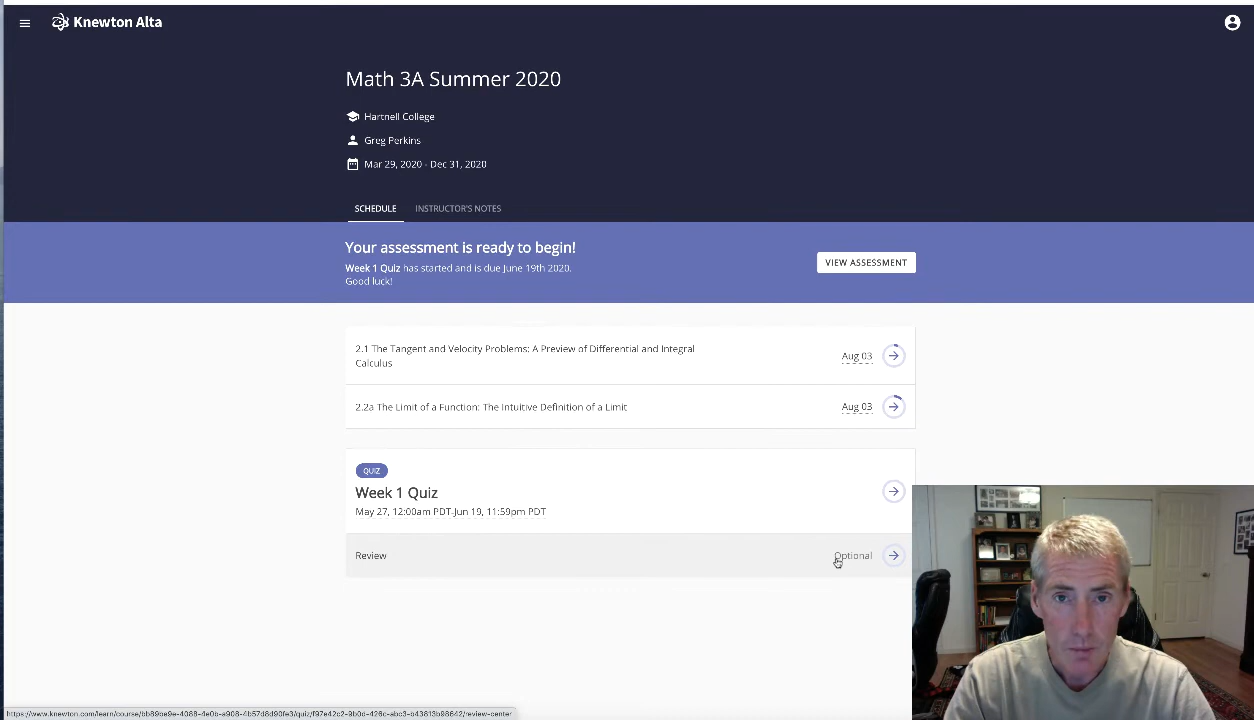 Knewton Alta
Math 3A Summer 2020
Hartnell College
Greg Perkins
Mar 29, 2020 - Dec 31, 2020
SCHEDULE INSTRUCTOR'S NOTES
Your assessment is ready to begin!
Week 1 Quiz has started and is due June 19th 2020.
Good luck!
VIEW ASSESSMENT
2.1 The Tangent and Velocity Problems: A Preview of Differential and Integral
Calculus
Aug 03
2.2a The Limit of a Function: The Intuitive Definition of a Limit
Aug 03
QUIZ
Week 1 Quiz
May 27, 12:00am PDT-Jun 19, 11:59pm PDT
Review
Optional